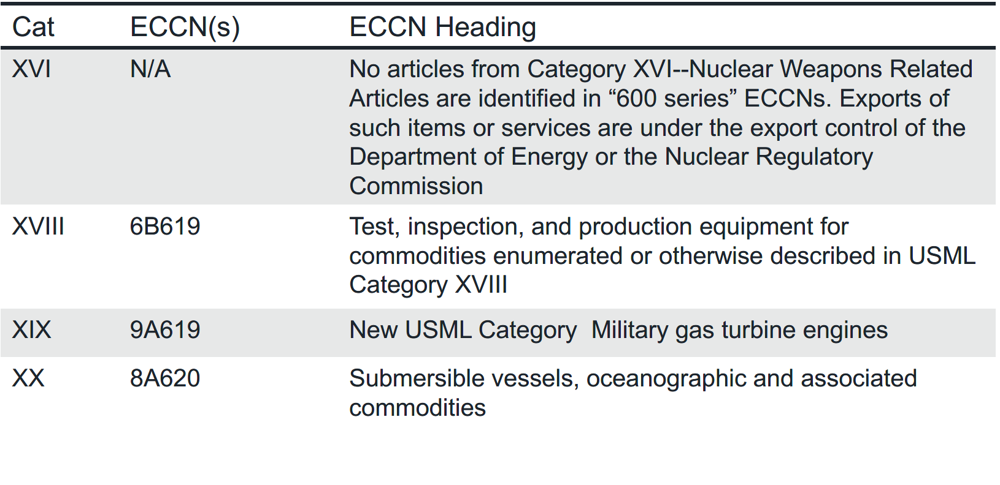 Cat ECCN(s) ECCN Heading
XVI N/A No articles from Category XVI--Nuclear Weapons Related
Articles are identified in “600 series” ECCNs. Exports of
such items or services are under the export control of the
Department of Energy or the Nuclear Regulatory
Commission
XVIII 6B619 Test, inspection, and production equipment for
commodities enumerated or otherwise described in USML
Category XVIII
XIX 9A619 New USML Category  Military gas turbine engines
XX 8A620 Submersible vessels, oceanographic and associated
commodities